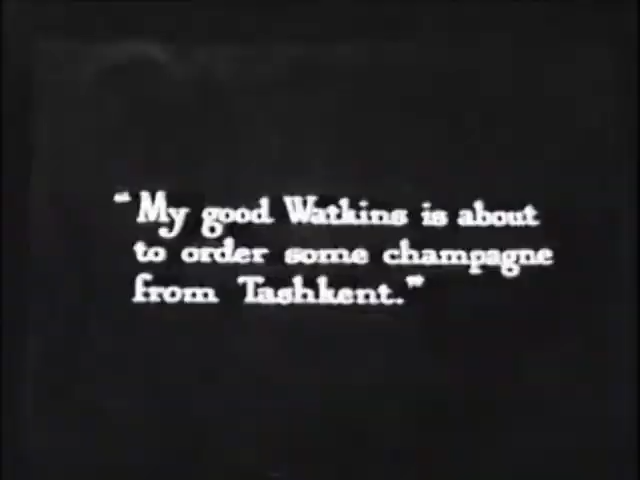 "My good Watkins is about
to order some champagne
from Tashkent."